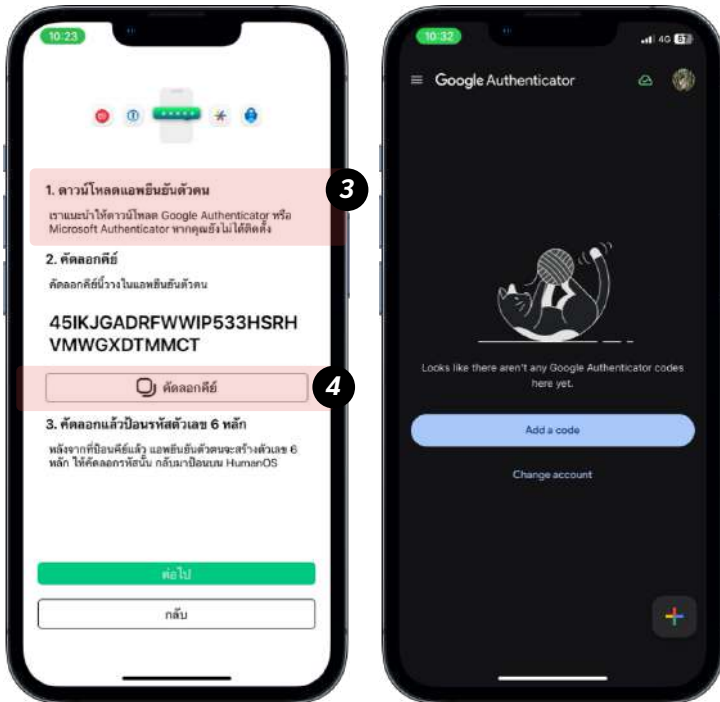 10:23
1. ดาวน์โหลดแอพยืนยันตัวตน
3
เราแนะนำให้ดาวน์โหลด Google Authenticator หรือ
Microsoft Authenticator หากคุณยังไม่ได้ติดตั้ง
2. คัดลอกคีย์
คัดลอกคีย์นี้วางในแอพยืนยันตัวตน
45IKJGADRFWWIP533HSRH
VMWGXDTMMCT
คัดลอกคีย์
4
3. คัดลอกแล้วป้อนรหัสตัวเลข 6 หลัก
หลังจากที่ป้อนคีย์แล้ว แอพยืนยันตัวตนจะสร้างตัวเลข 6
หลัก ให้คัดลอกรหัสนั้น กลับมาป้อนบน HumanOS
ต่อไป
กลับ
10:32
4G 67
Google Authenticator
Looks like there aren't any Google Authenticator codes
here yet.
Add a code
Change account